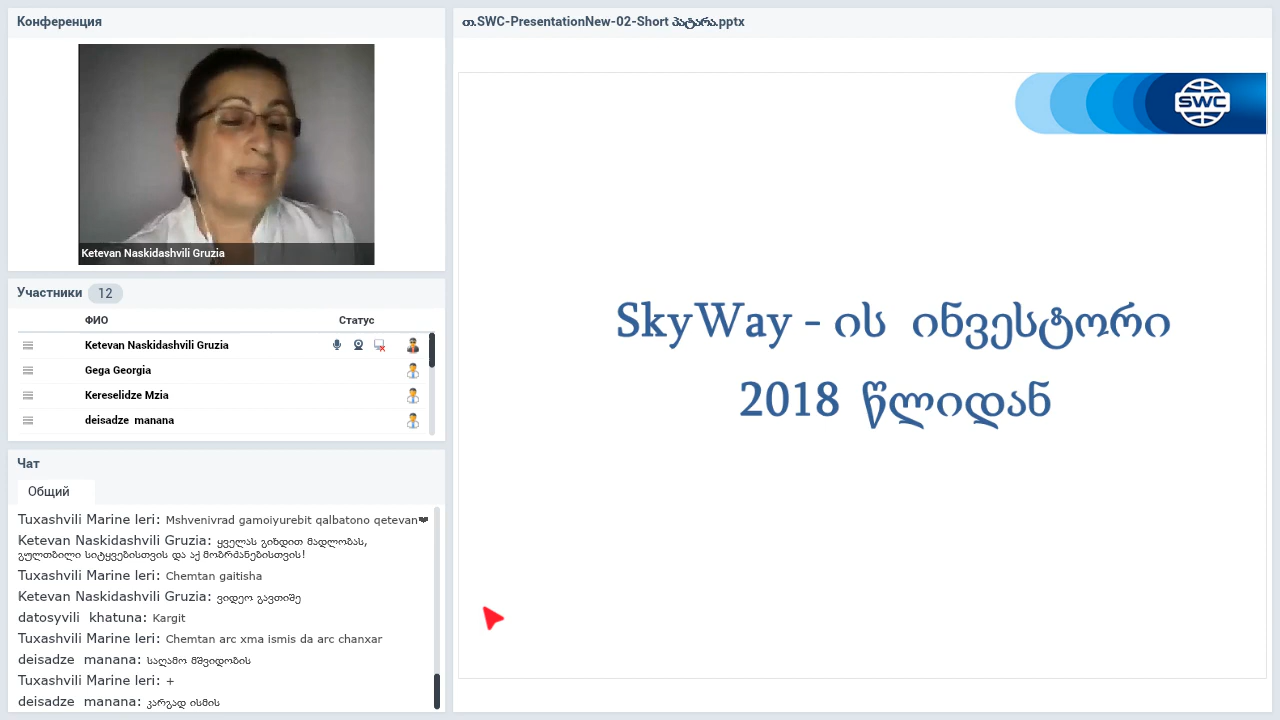 Конференция
Ketevan Naskidashvili Gruzia
Участники 12
ФИО Статус
Ketevan Naskidashvili Gruzia
Gega Georgia
Kereselidze Mzia
deisadze manana
Чат
Общий
Tuxashvili Marine Ieri: Mshvenivrad gamoiyurebit qalbatono qetevan❤
Ketevan Naskidashvili Gruzia: ყველას გიხდით მადლობას,
გულთბილი სიტყვებისთვის და აქ მობრძანებისთვის!
Tuxashvili Marine Ieri: Chemtan gaitisha
Ketevan Naskidashvili Gruzia: ვიდეო გავთიშე
datosyvili khatuna: Kargit
Tuxashvili Marine Ieri: Chemtan arc xma ismis da arc chanxar
deisadze manana: საღამო მშვიდობის
Tuxashvili Marine Ieri: +
deisadze manana: კარგად ისმის
თ.SWC-PresentationNew-02-Short პატარა.pptx
SWC
SkyWay - ის ინვესტორი
2018 წლიდან